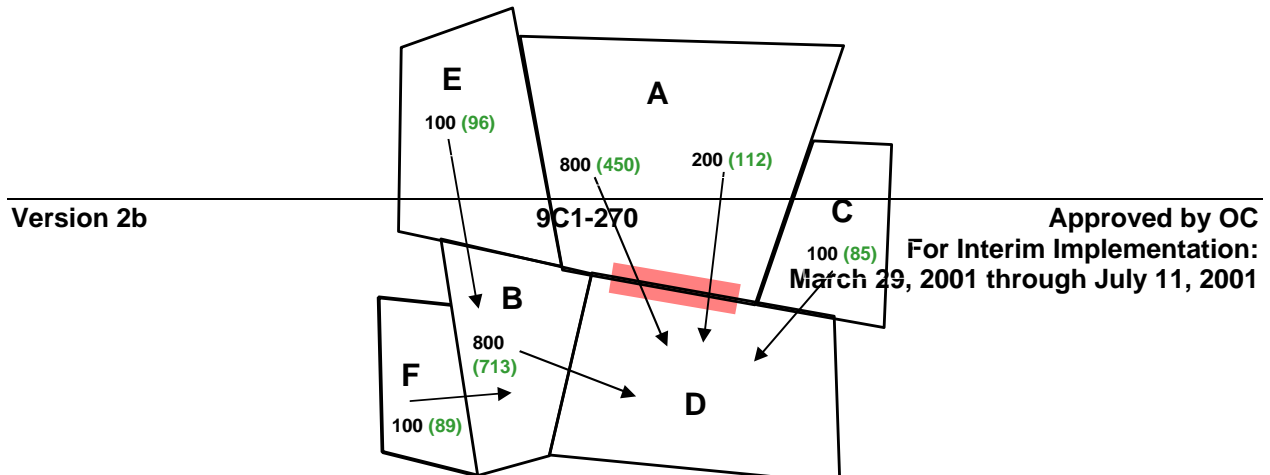 E
A
100 (96)
800 (450)
200 (112)
Version 2b
9C1-270
C
Approved by OC
100 (85)
For Interim Implementation:
March 29, 2001 through July 11, 2001
B
800
(713)
F
D
100 (89)